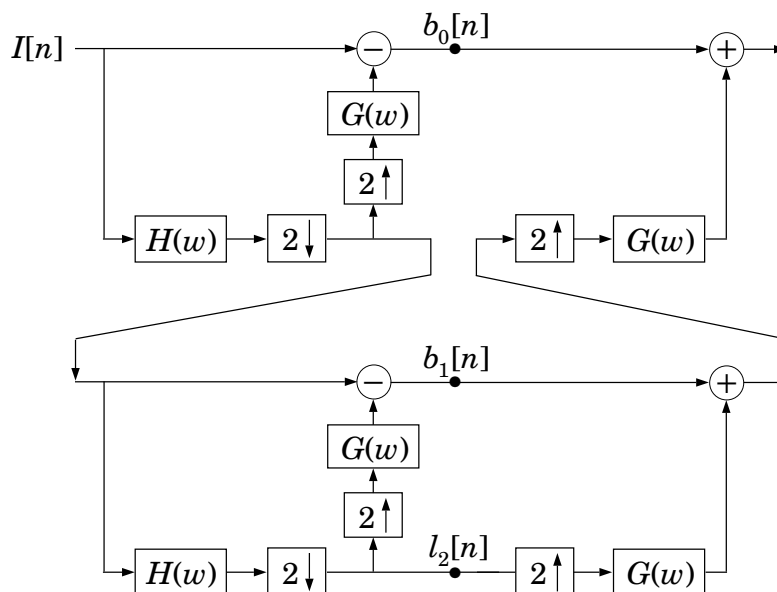 I[n] − b₀[n] +
G(w)
2↑
H(w) 2↓ 2↑ G(w)
− b₁[n] +
G(w)
2↑
H(w) 2↓ l₂[n] 2↑ G(w)